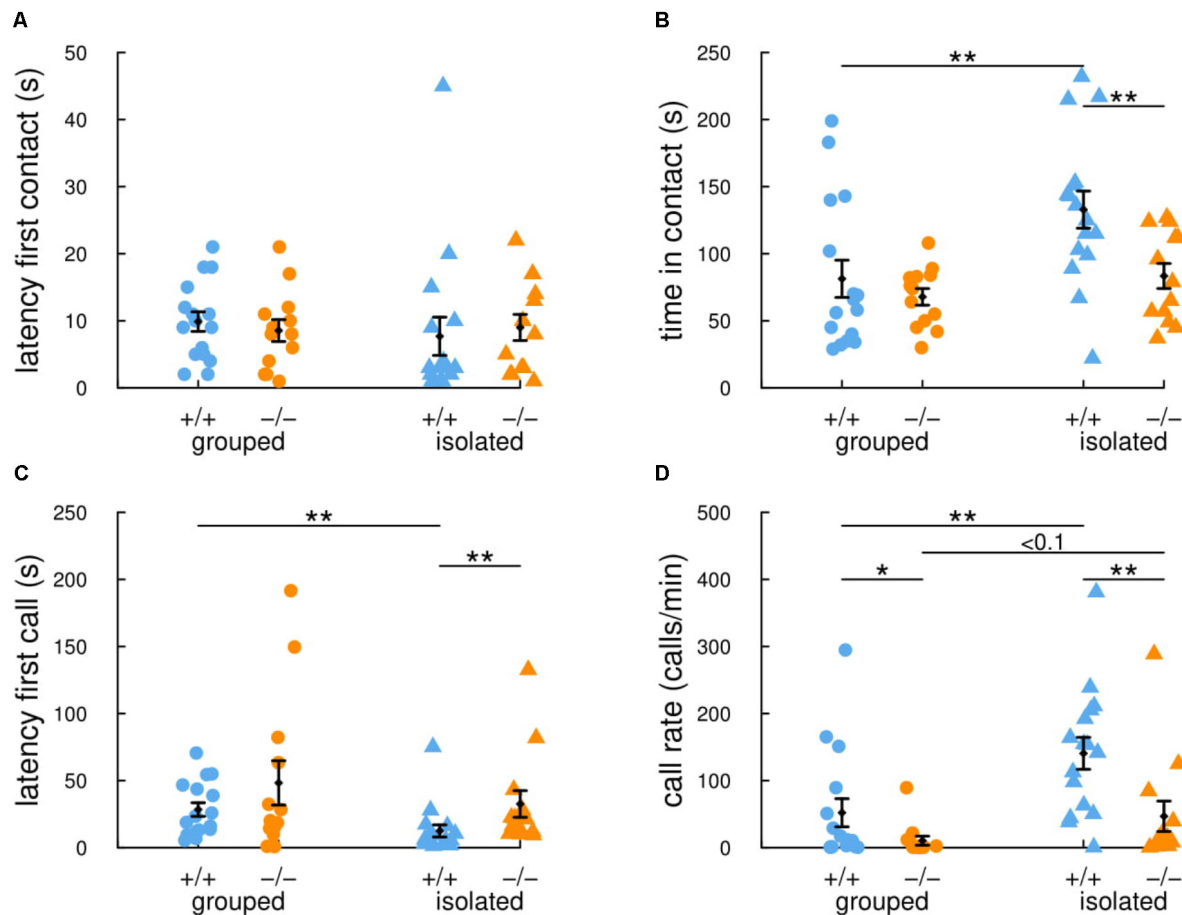 A
latency first contact (s)
50
40
30
20
10
0
+/+ −/− +/+ −/−
grouped isolated
B
time in contact (s)
250
200
150
100
50
0
**
**
+/+ −/− +/+ −/−
grouped isolated
C
latency first call (s)
250
200
150
100
50
0
**
**
+/+ −/− +/+ −/−
grouped isolated
D
call rate (calls/min)
500
400
300
200
100
0
**
<0.1
* **
+/+ −/− +/+ −/−
grouped isolated